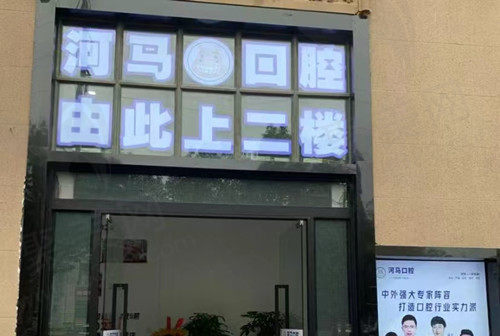 河马口腔
由此上二楼
河马口腔
中外强大专家阵容
打造口腔行业实力派